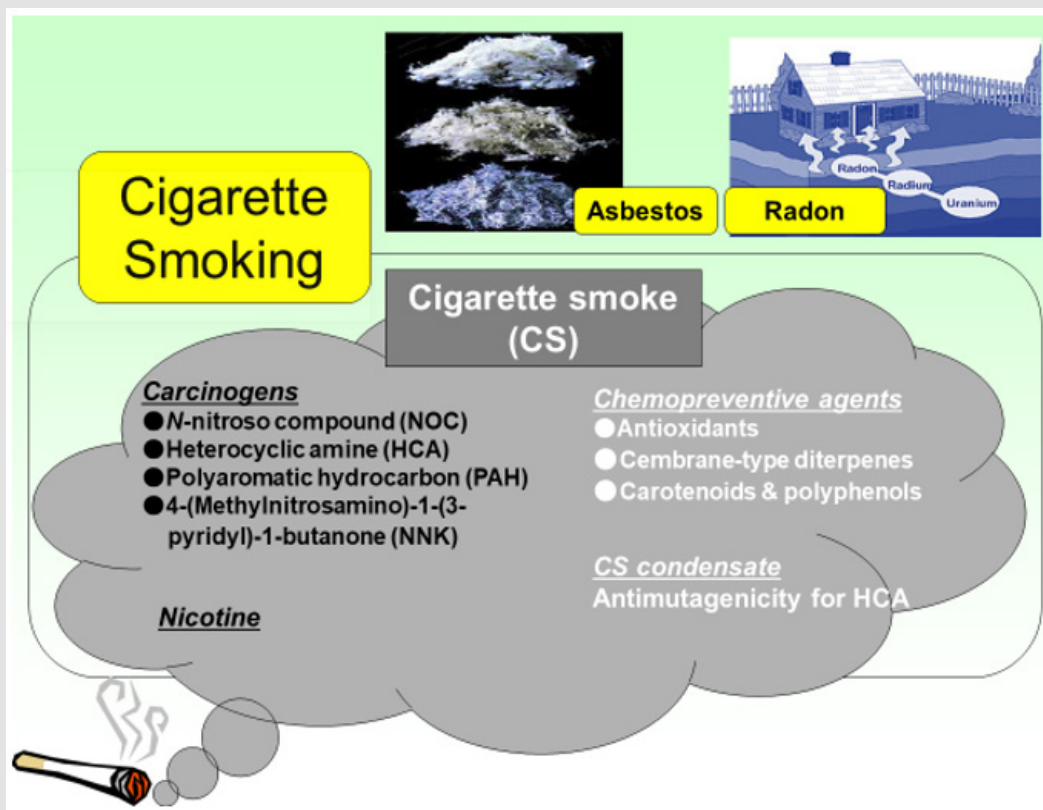 Cigarette
Smoking
Asbestos
Radon
Radon
Radium
Uranium
Cigarette smoke
(CS)
Carcinogens
●N-nitroso compound (NOC)
●Heterocyclic amine (HCA)
●Polyaromatic hydrocarbon (PAH)
●4-(Methylnitrosamino)-1-(3-
pyridyl)-1-butanone (NNK)
Nicotine
Chemopreventive agents
●Antioxidants
●Cembrane-type diterpenes
●Carotenoids & polyphenols
CS condensate
Antimutagenicity for HCA